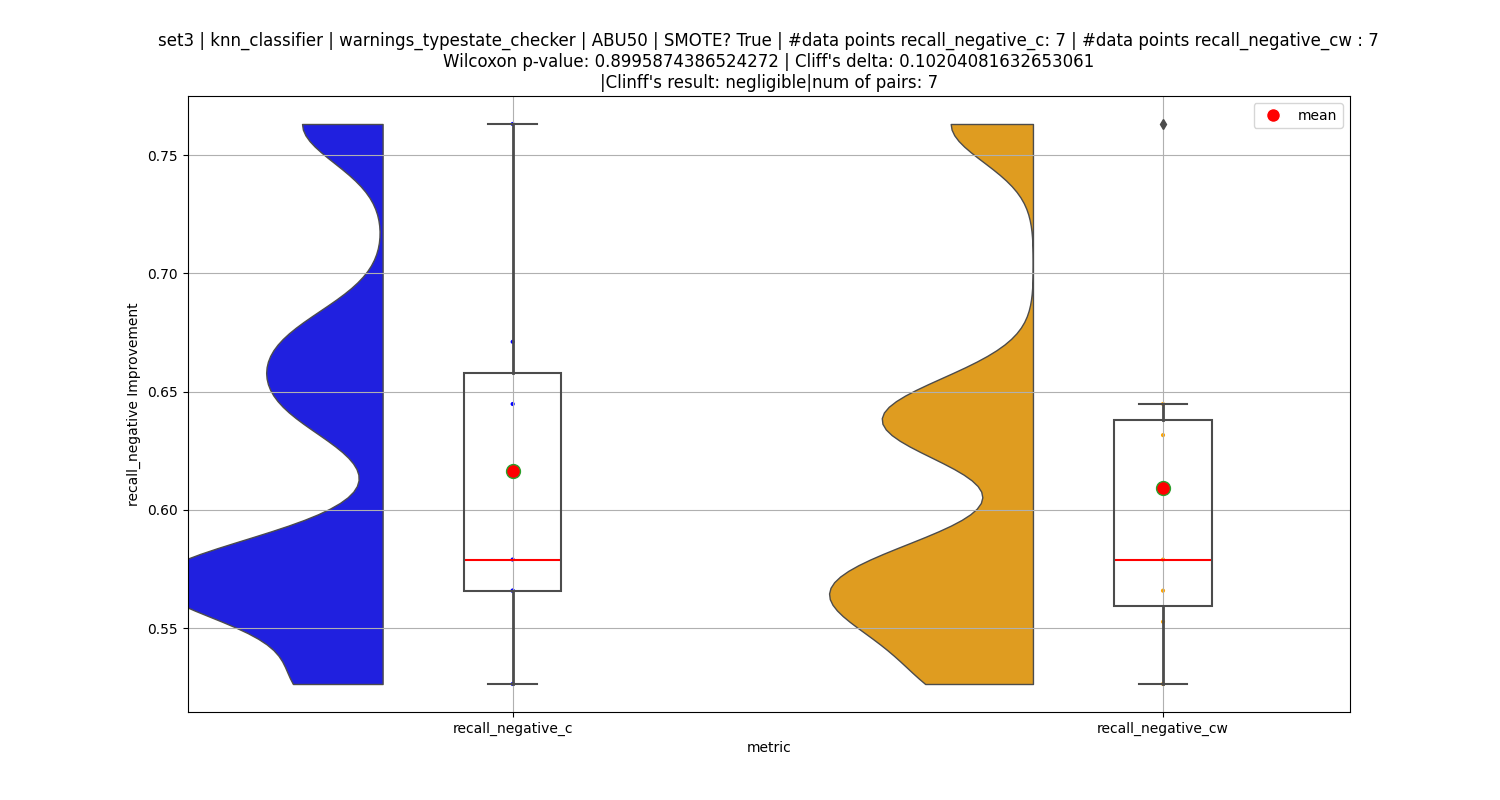 set3 | knn_classifier | warnings_typestate_checker | ABU50 | SMOTE? True | #data points recall_negative_c: 7 | #data points recall_negative_cw : 7
Wilcoxon p-value: 0.8995874386524272 | Cliff's delta: 0.10204081632653061
|Clinff's result: negligible|num of pairs: 7
mean
0.75
0.70
0.65
0.60
0.55
recall_negative Improvement
recall_negative_c
recall_negative_cw
metric